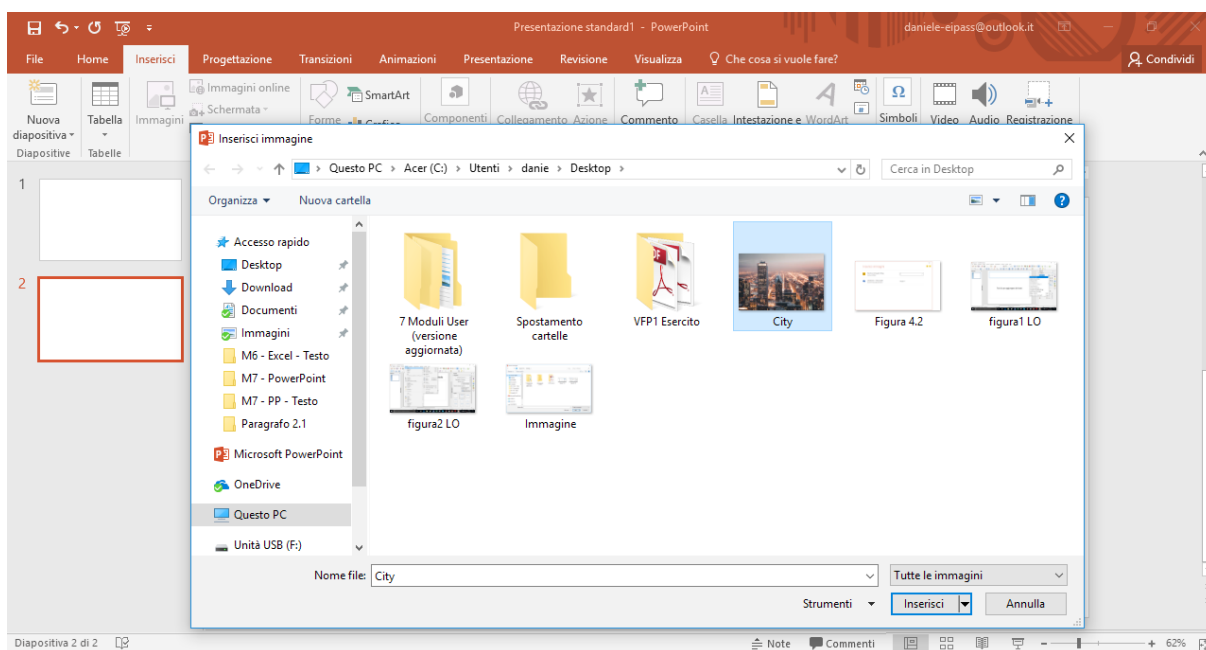 Presentazione standard1 - PowerPoint
daniele-eipass@outlook.it
File Home Inserisci Progettazione Transizioni Animazioni Presentazione Revisione Visualizza Che cosa si vuole fare? Condividi
Immagini online SmartArt
Schermata
Nuova diapositiva Tabella Immagini Forme Grafico Componenti Collegamento Azione Commento Casella Intestazione e WordArt Simboli Video Audio Registrazione
Diapositive Tabelle
Inserisci immagine
Questo PC > Acer (C:) > Utenti > danie > Desktop >
Cerca in Desktop
Organizza Nuova cartella
1
2
Accesso rapido
Desktop
Download
Documenti
Immagini
M6 - Excel - Testo
M7 - PowerPoint
M7 - PP - Testo
Paragrafo 2.1
Microsoft PowerPoint
OneDrive
Questo PC
Unità USB (F:)
7 Moduli User (versione aggiornata)
Spostamento cartelle
VFP1 Esercito
City
Figura 4.2
figura1 LO
figura2 LO
Immagine
Nome file: City
Tutte le immagini
Strumenti Inserisci Annulla
Diapositiva 2 di 2 Note Commenti 62%